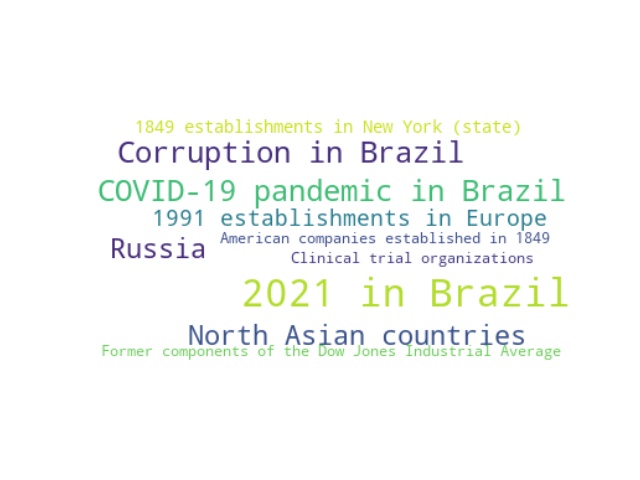 1849 establishments in New York (state)
Corruption in Brazil
COVID-19 pandemic in Brazil
1991 establishments in Europe
Russia
American companies established in 1849
Clinical trial organizations
2021 in Brazil
North Asian countries
Former components of the Dow Jones Industrial Average